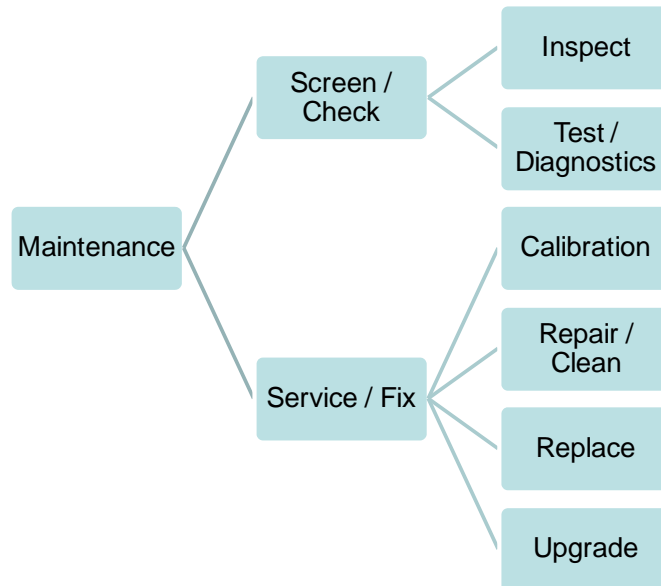 Maintenance
Screen /
Check
Inspect
Test /
Diagnostics
Service / Fix
Calibration
Repair /
Clean
Replace
Upgrade